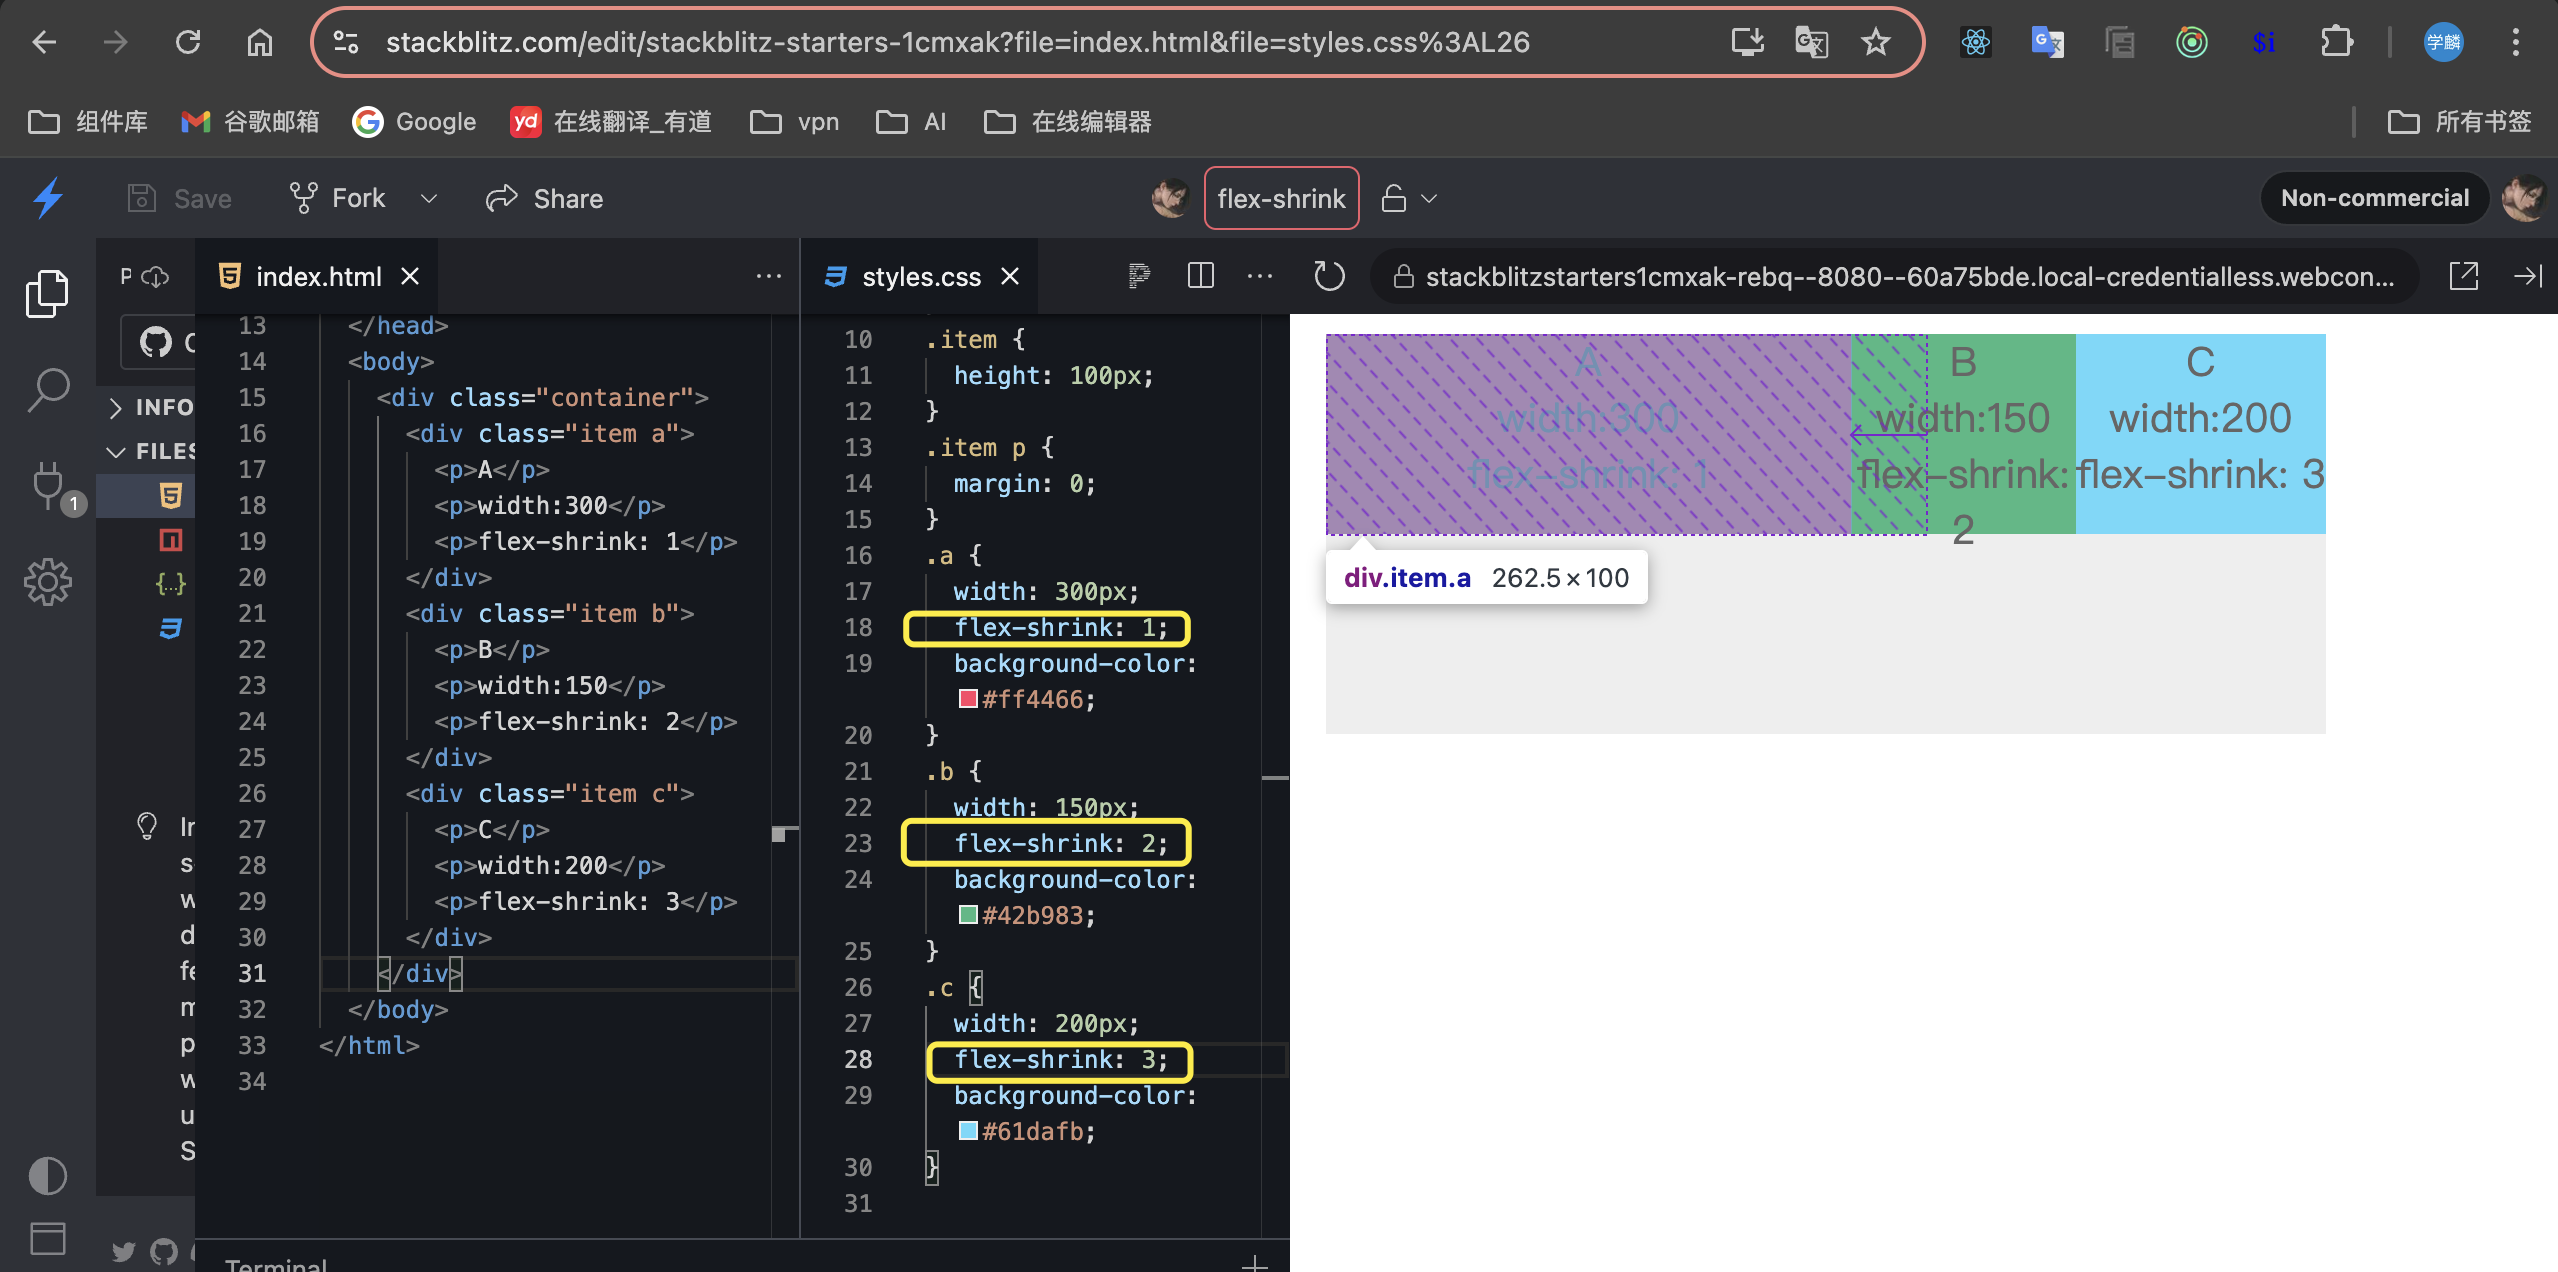 stackblitz.com/edit/stackblitz-starters-1cmxak?file=index.html&file=styles.css%3AL26
$i
学麟
组件库
谷歌邮箱
Google
yd 在线翻译_有道
vpn
AI
在线编辑器
所有书签
Save
Fork
Share
flex-shrink
Non-commercial
P
index.html
styles.css
stackblitzstarters1cmxak-rebq--8080--60a75bde.local-credentialless.webcon...
INFO
FILES
1
13 </head>
14 <body>
15 <div class="container">
16 <div class="item a">
17 <p>A</p>
18 <p>width:300</p>
19 <p>flex-shrink: 1</p>
20 </div>
21 <div class="item b">
22 <p>B</p>
23 <p>width:150</p>
24 <p>flex-shrink: 2</p>
25 </div>
26 <div class="item c">
27 <p>C</p>
28 <p>width:200</p>
29 <p>flex-shrink: 3</p>
30 </div>
31 </div>
32 </body>
33 </html>
34
10 .item {
11 height: 100px;
12 }
13 .item p {
14 margin: 0;
15 }
16 .a {
17 width: 300px;
18 flex-shrink: 1;
19 background-color:
#ff4466;
20 }
21 .b {
22 width: 150px;
23 flex-shrink: 2;
24 background-color:
#42b983;
25 }
26 .c {
27 width: 200px;
28 flex-shrink: 3;
29 background-color:
#61dafb;
30 }
31
A
width:300
flex-shrink: 1
B
width:150
flex-shrink:
2
C
width:200
flex-shrink: 3
div.item.a 262.5×100
Terminal